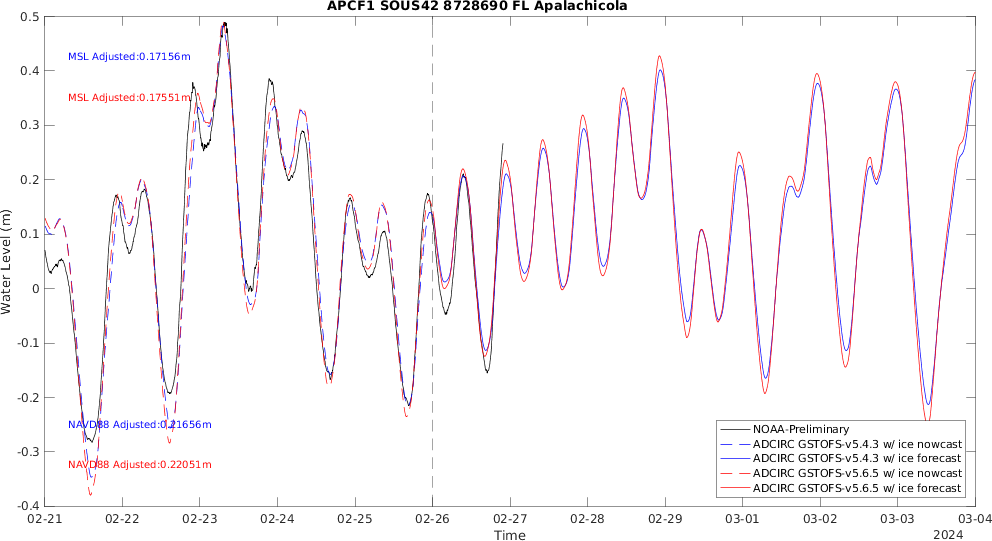 APCF1 SOUS42 8728690 FL Apalachicola
0.5
MSL Adjusted:0.17156m
0.4
MSL Adjusted:0.17551m
0.3
0.2
0.1
Water Level (m)
0
-0.1
-0.2
NAVD88 Adjusted:0.21656m
-0.3
NAVD88 Adjusted:0.22051m
-0.4
NOAA-Preliminary
ADCIRC GSTOFS-v5.4.3 w/ ice nowcast
ADCIRC GSTOFS-v5.4.3 w/ ice forecast
ADCIRC GSTOFS-v5.6.5 w/ ice nowcast
ADCIRC GSTOFS-v5.6.5 w/ ice forecast
02-21 02-22 02-23 02-24 02-25 02-26 02-27 02-28 02-29 03-01 03-02 03-03 03-04
Time
2024